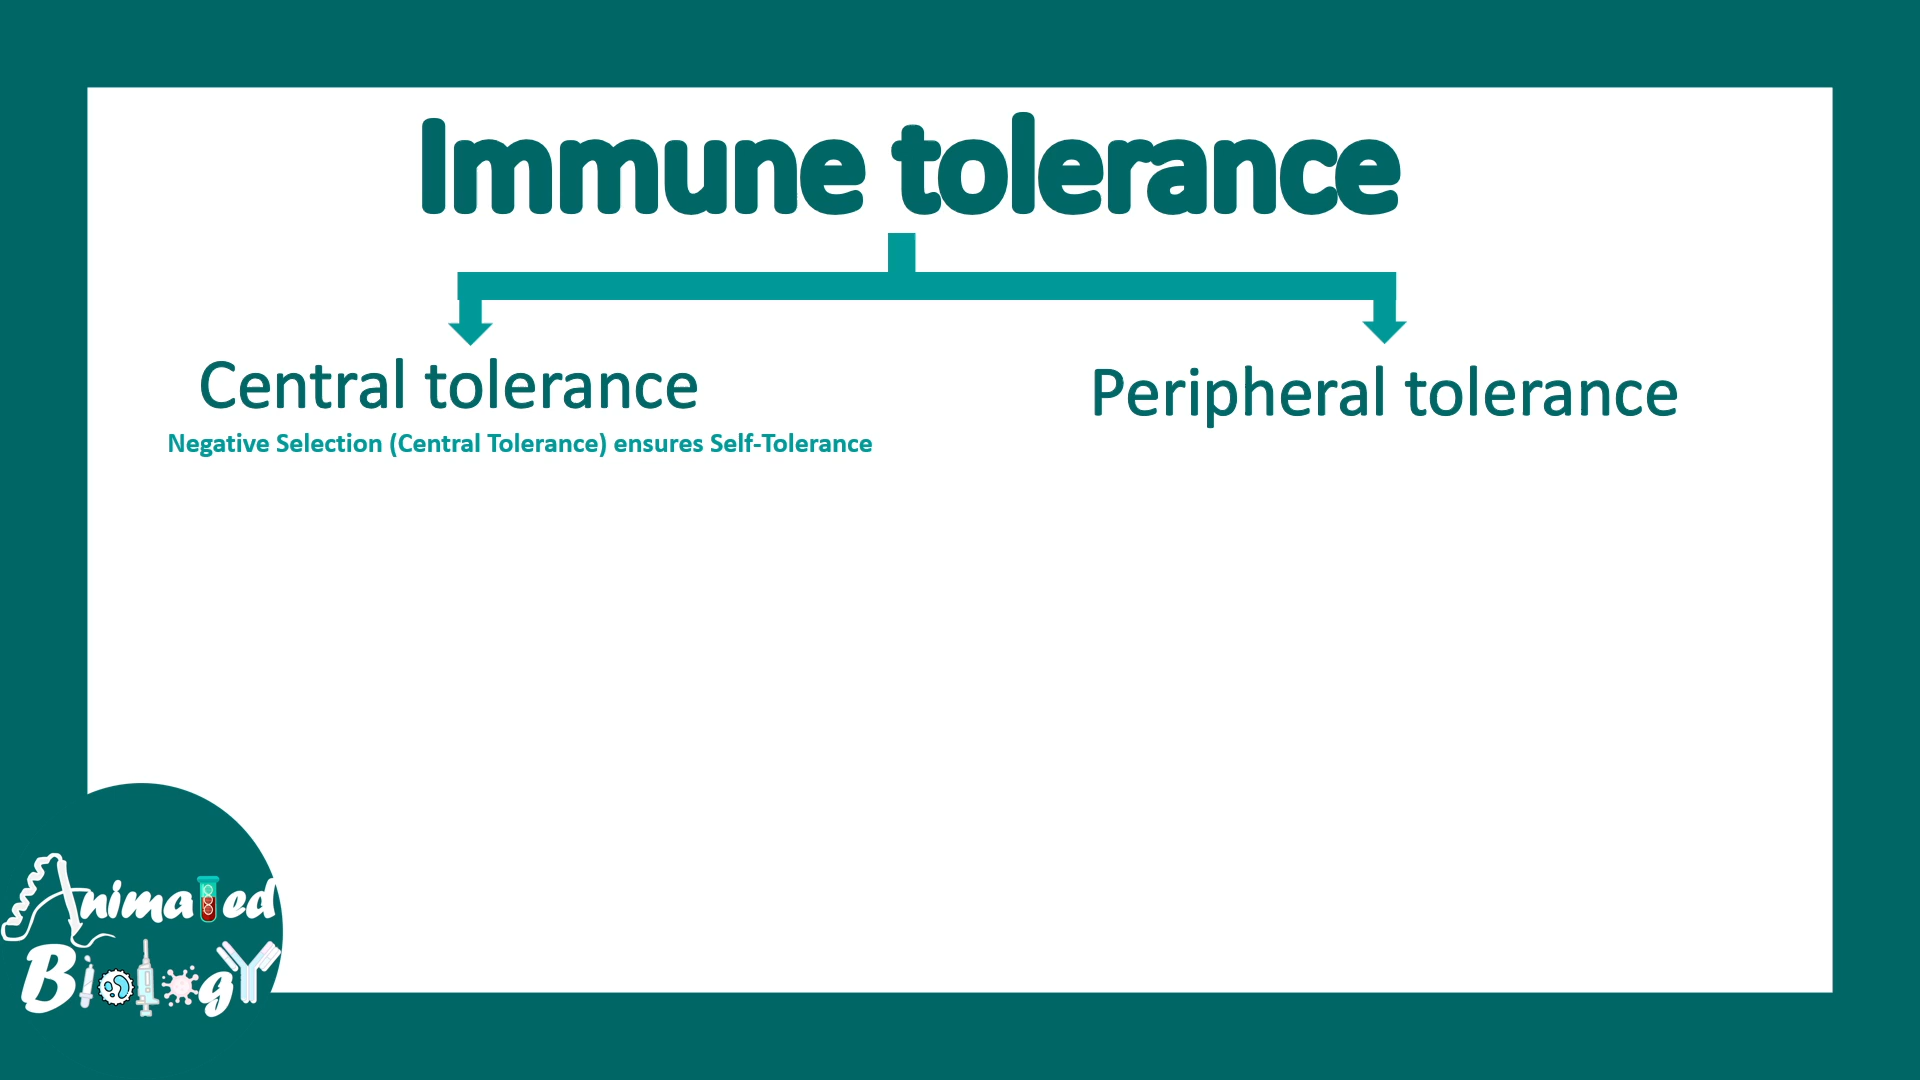 Immune tolerance
Central tolerance
Peripheral tolerance
Negative Selection (Central Tolerance) ensures Self-Tolerance
Animated
Biology